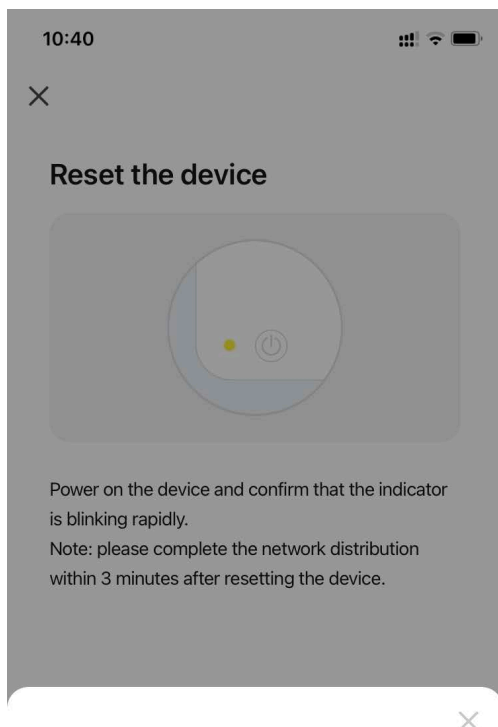 10:40
Reset the device
Power on the device and confirm that the indicator
is blinking rapidly.
Note: please complete the network distribution
within 3 minutes after resetting the device.